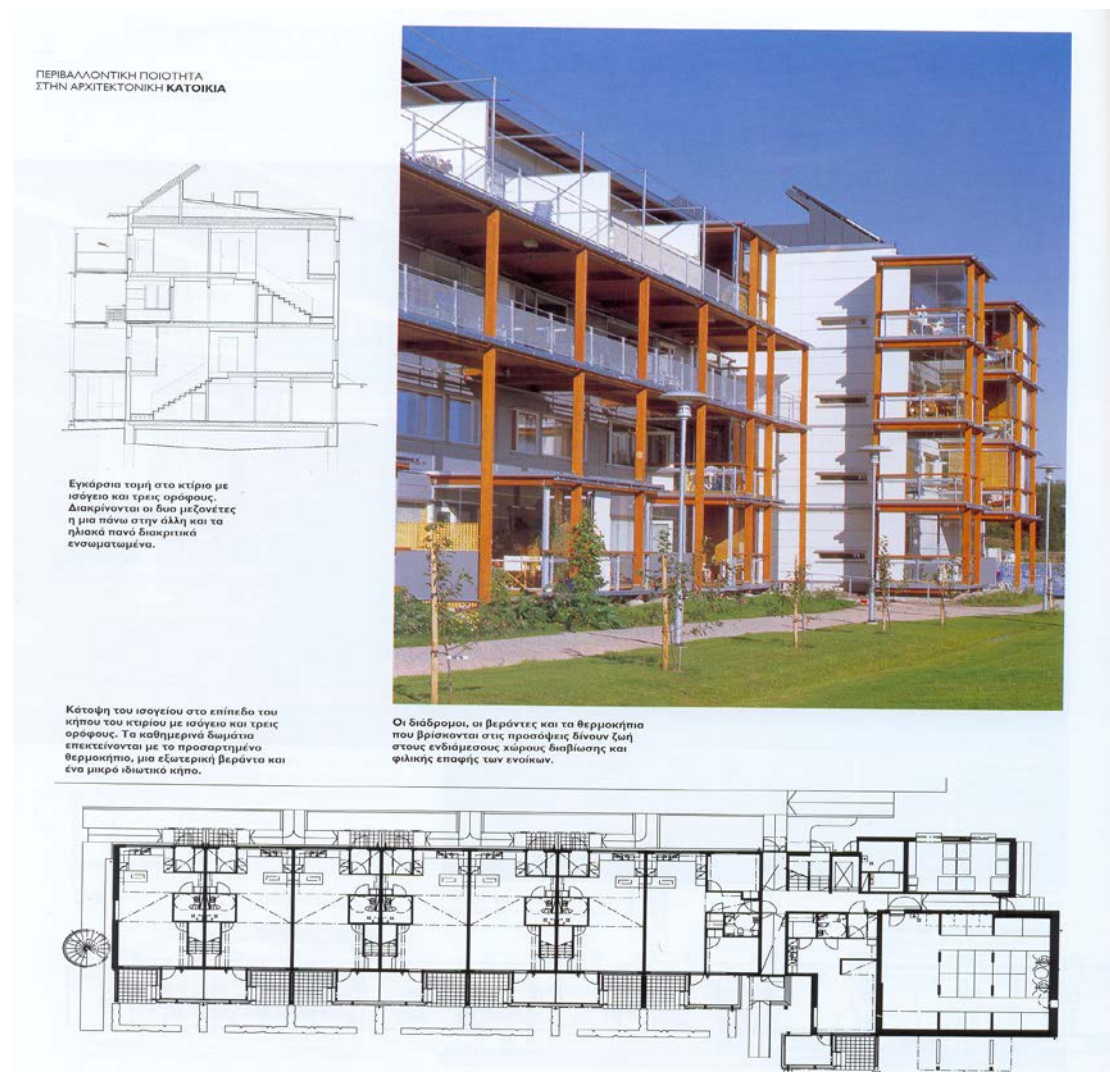 ΠΕΡΙΒΑΛΛΟΝΤΙΚΗ ΠΟΙΟΤΗΤΑ
ΣΤΗΝ ΑΡΧΙΤΕΚΤΟΝΙΚΗ ΚΑΤΟΙΚΙΑ
Εγκάρσια τομή στο κτίριο με
ισόγειο και τρεις ορόφους.
Διακρίνονται οι δυο μεζονέτες
η μια πάνω στην άλλη και τα
ηλιακά πανό διακριτικά
ενσωματωμένα.
Κάτοψη του ισογείου στο επίπεδο του
κήπου του κτιρίου με ισόγειο και τρεις
ορόφους. Τα καθημερινά δωμάτια
επεκτείνονται με το προσαρτημένο
θερμοκήπιο, μια εξωτερική βεράντα και
ένα μικρό ιδιωτικό κήπο.
Οι διάδρομοι, οι βεράντες και τα θερμοκήπια
που βρίσκονται στις προσόψεις δίνουν ζωή
στους ενδιάμεσους χώρους διαβίωσης και
φιλικής επαφής των ενοίκων.